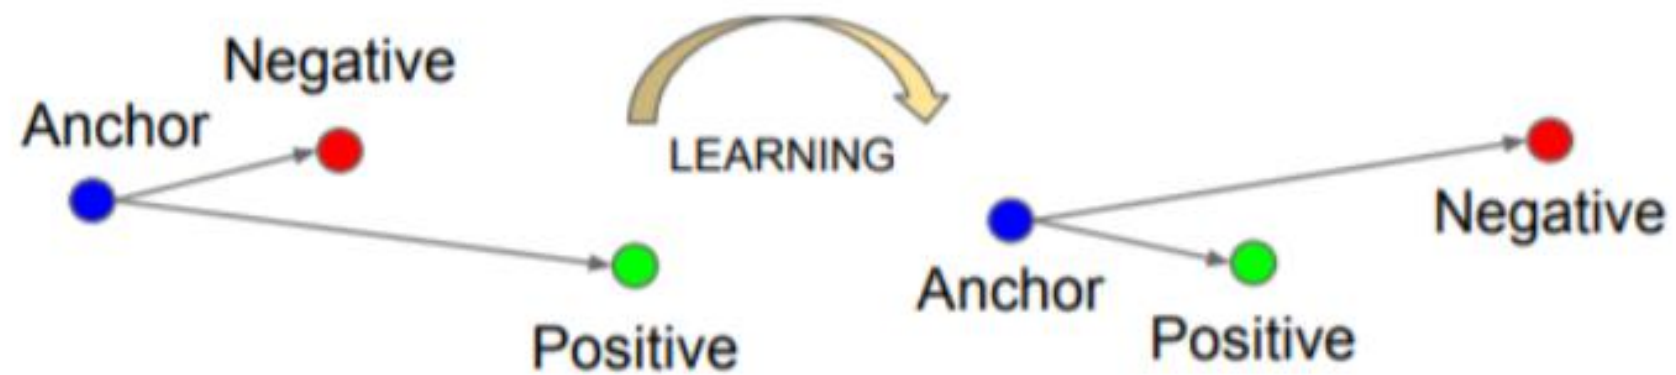 Negative
Anchor
Positive
LEARNING
Negative
Anchor
Positive